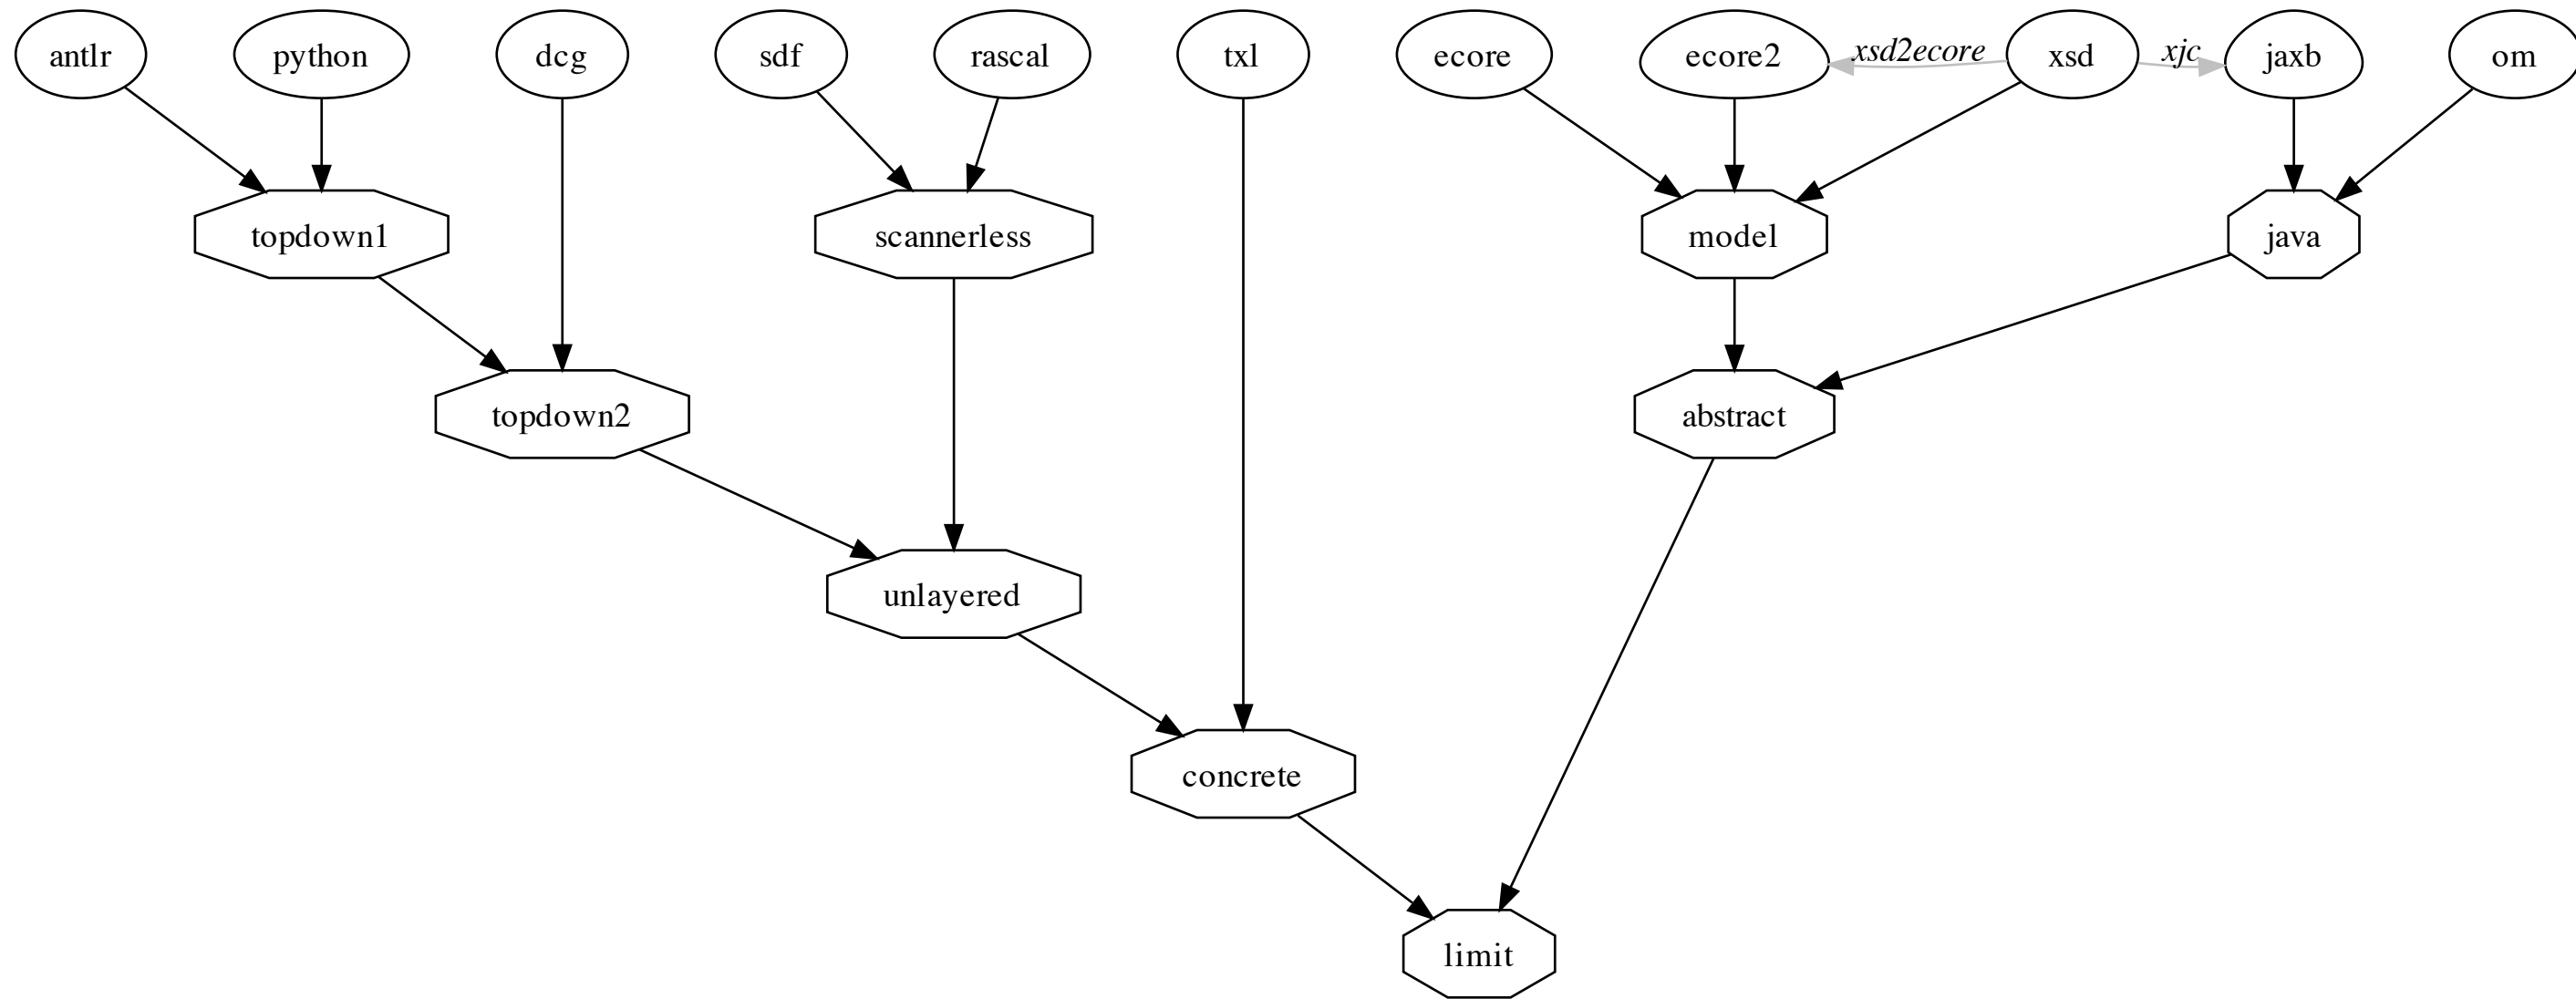 antlr
python
dcg
sdf
rascal
txl
ecore
ecore2
xsd2ecore
xsd
xjc
jaxb
om
topdown1
scannerless
model
java
topdown2
abstract
unlayered
concrete
limit